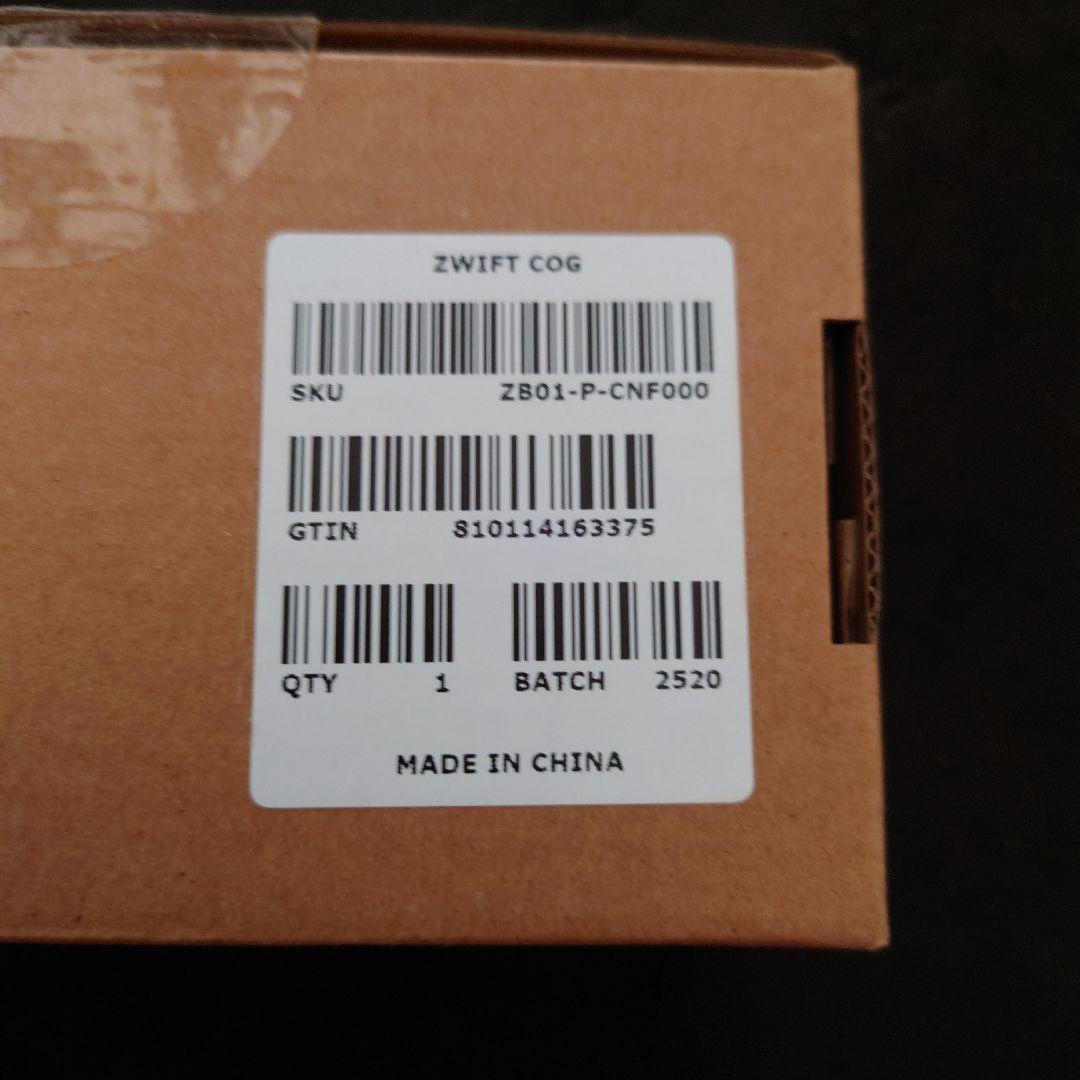 ZWIFT COG
SKU ZB01-P-CNF000
GTIN 810114163375
QTY 1 BATCH 2520
MADE IN CHINA